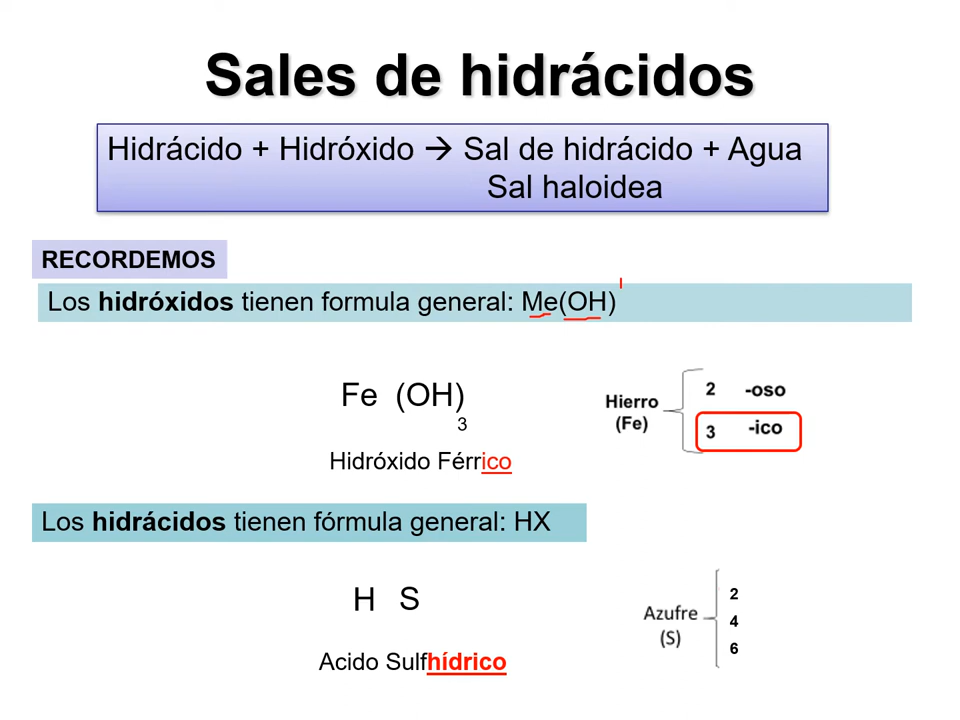 Sales de hidrácidos
Hidrácido + Hidróxido → Sal de hidrácido + Agua
Sal haloidea
RECORDEMOS
Los hidróxidos tienen formula general: Me(OH)
Fe (OH)
3
Hidróxido Férrico
Hierro
(Fe)
2 -oso
3 -ico
Los hidrácidos tienen fórmula general: HX
H S
Acido Sulfhídrico
Azufre
(S)
2
4
6